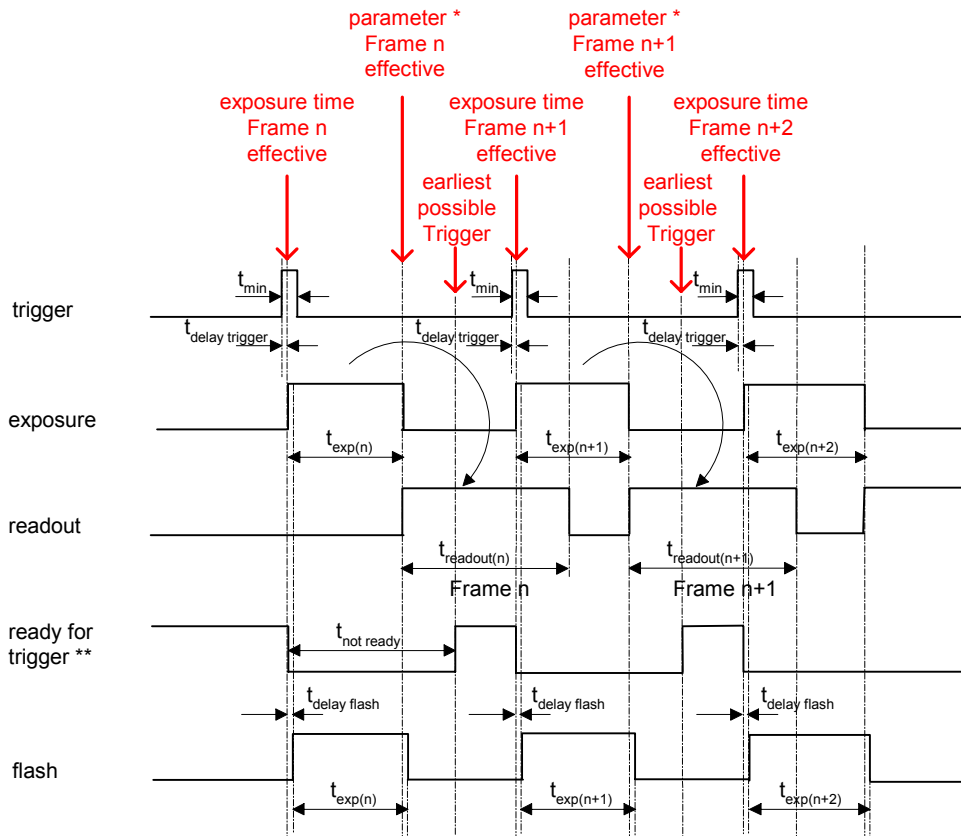 parameter *
Frame n
effective
parameter *
Frame n+1
effective
exposure time
Frame n
effective
exposure time
Frame n+1
effective
exposure time
Frame n+2
effective
earliest
possible
Trigger
earliest
possible
Trigger
trigger
tmin
tmin
tmin
tdelay trigger
tdelay trigger
tdelay trigger
exposure
texp(n)
texp(n+1)
texp(n+2)
readout
treadout(n)
treadout(n+1)
Frame n
Frame n+1
ready for
trigger **
tnot ready
tdelay flash
tdelay flash
tdelay flash
flash
texp(n)
texp(n+1)
texp(n+2)